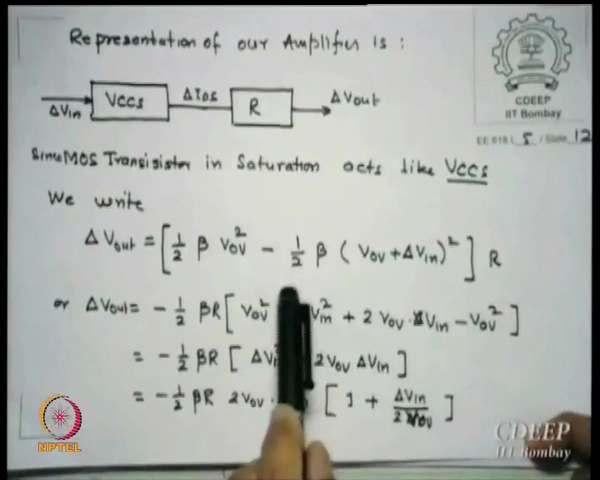 Representation of our Amplifier is :
CDEEP
IIT Bombay
EE 618 L 5 / Slide 12
ΔVin VCCS ΔIDS R ΔVout
Since MOS Transisistor in Saturation acts like VCCS
We write
ΔVout = [ 1/2 β Vov² - 1/2 β ( Vov + ΔVin )² ] R
or ΔVout = - 1/2 βR [ Vov² Vin² + 2 Vov · ΔVin - Vov² ]
= - 1/2 βR [ 2Vov ΔVin ]
= - 1/2 βR 2Vov · [ 1 + ΔVin / 2Vov ]
NPTEL
CDEEP
IIT Bombay